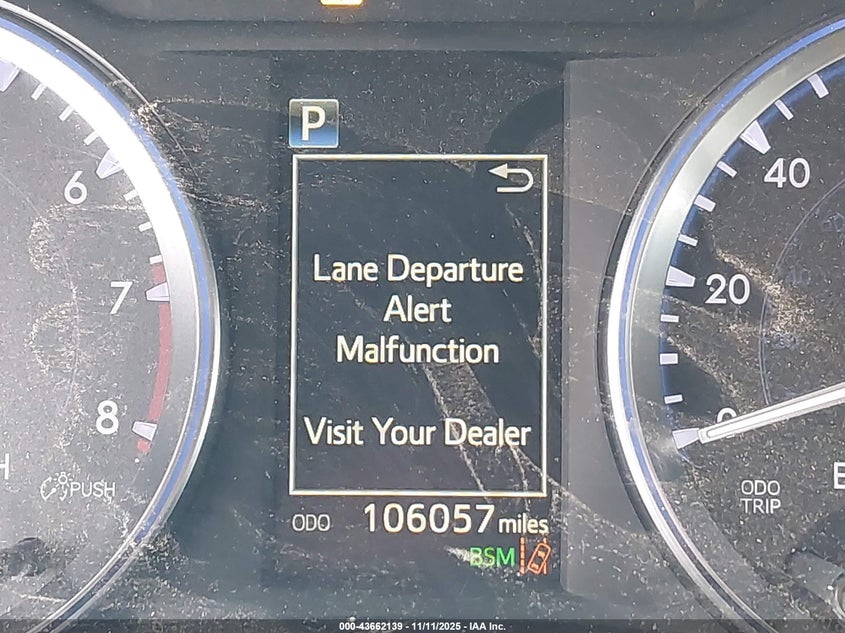 P
Lane Departure
Alert
Malfunction
Visit Your Dealer
ODO 106057 miles
BSM
6
7
8
PUSH
40
20
0
ODO
TRIP
000-43662139 - 11/11/2025 - IAA Inc.